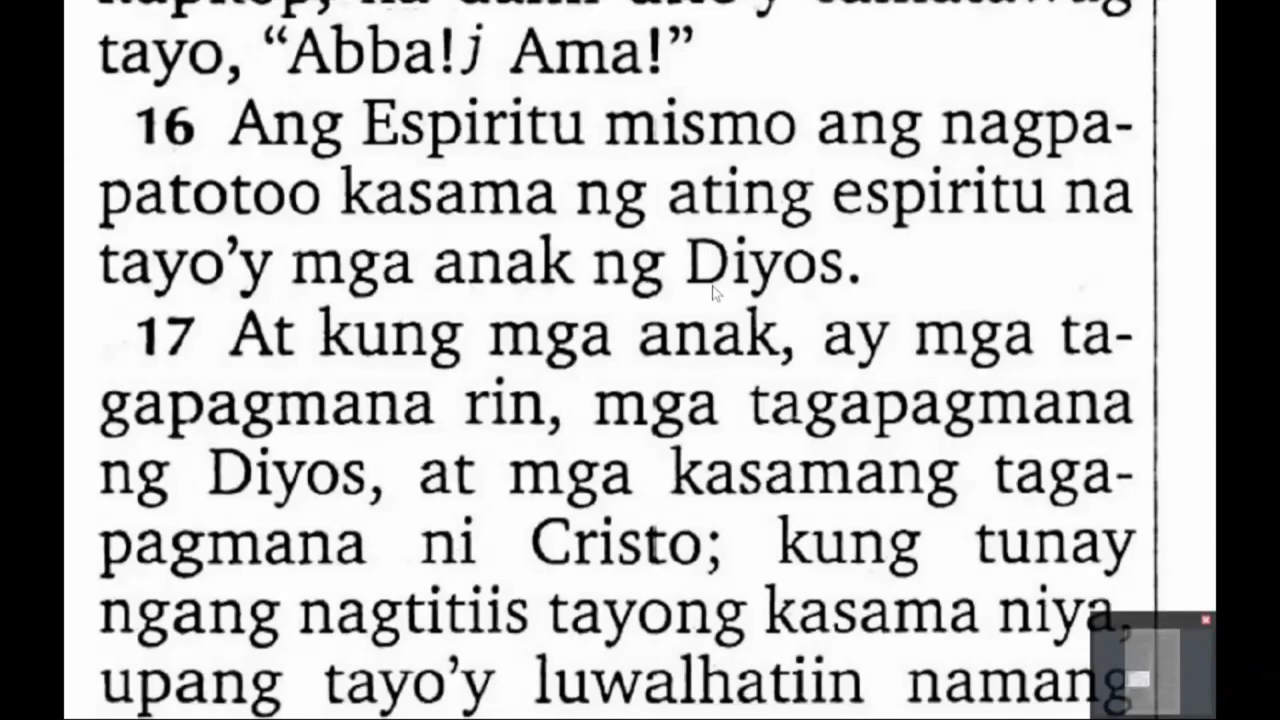 tayo, “Abba!j Ama!”
16 Ang Espiritu mismo ang nagpa-
patotoo kasama ng ating espiritu na
tayo’y mga anak ng Diyos.
17 At kung mga anak, ay mga ta-
gapagmana rin, mga tagapagmana
ng Diyos, at mga kasamang taga-
pagmana ni Cristo; kung tunay
ngang nagtitiis tayong kasama niya,
upang tayo’y luwalhatiin namang